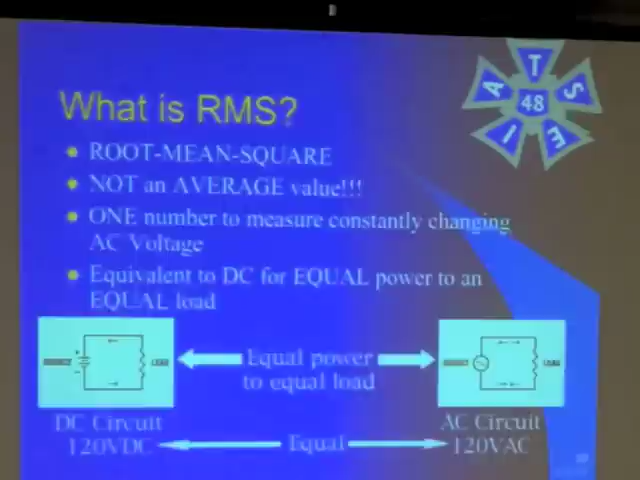 What is RMS?
ROOT-MEAN-SQUARE
NOT an AVERAGE value!!!
ONE number to measure constantly changing
AC Voltage
Equivalent to DC for EQUAL power to an
EQUAL load
I A T S E
48
Equal power
to equal load
DC Circuit
120VDC
Equal
AC Circuit
120VAC